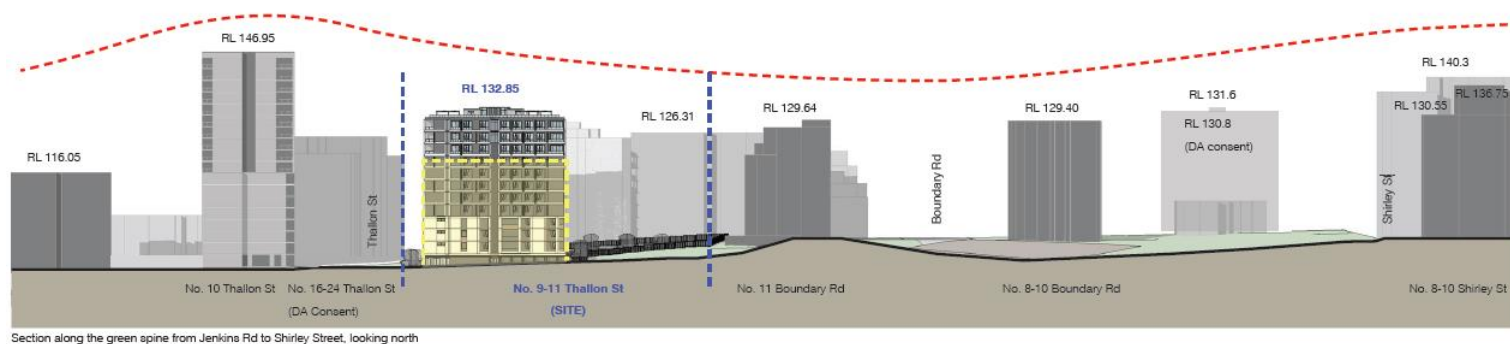 RL 146.95
RL 140.3
RL 132.85
RL 131.6
RL 136.75
RL 126.31
RL 129.64
RL 129.40
RL 130.55
RL 130.8
(DA consent)
RL 116.05
Thallon St
Boundary Rd
Shirley St
No. 10 Thallon St
No. 16-24 Thallon St
(DA Consent)
No. 9-11 Thallon St
(SITE)
No. 11 Boundary Rd
No. 8-10 Boundary Rd
No. 8-10 Shirley St
Section along the green spine from Jenkins Rd to Shirley Street, looking north